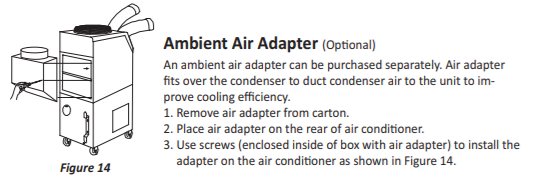 Ambient Air Adapter (Optional)
An ambient air adapter can be purchased separately. Air adapter
fits over the condenser to duct condenser air to the unit to im-
prove cooling efficiency.
1. Remove air adapter from carton.
2. Place air adapter on the rear of air conditioner.
3. Use screws (enclosed inside of box with air adapter) to install the
adapter on the air conditioner as shown in Figure 14.
Figure 14